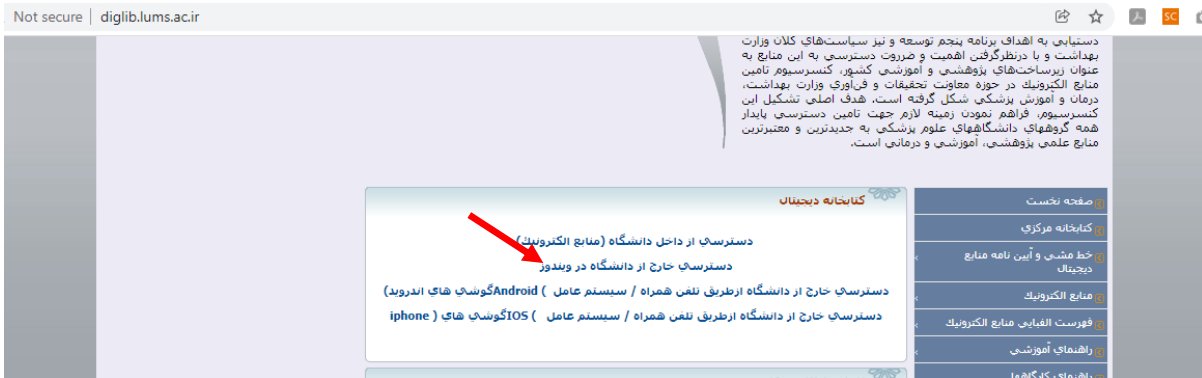 Not secure | diglib.lums.ac.ir
دستيابي به اهداف برنامه پنجم توسعه و نيز سياست‌هاي كلان وزارت
بهداشت و با درنظرگرفتن اهميت و ضرروت دسترسي به اين منابع به
عنوان زيرساخت‌هاي پژوهشي و آموزشي كشور، كنسرسيوم تامين
منابع الكترونيك در حوزه معاونت تحقيقات و فن‌آوري وزارت بهداشت،
درمان و آموزش پزشكي شكل گرفته است. هدف اصلي تشكيل اين
كنسرسيوم، فراهم نمودن زمينه لازم جهت تامين دسترسي پايدار
همه گروههاي دانشگاههاي علوم پزشكي به جديدترين و معتبرترين
منابع علمي پژوهشي، آموزشي و درماني است.
صفحه نخست
كتابخانه مركزي
خط مشي و آيين نامه منابع
ديجيتال
منابع الكترونيك
فهرست الفبايي منابع الكترونيك
راهنماي آموزشي
راهنماي كارگاهها
كتابخانه ديجيتال
دسترسي از داخل دانشگاه (منابع الكترونيك)
دسترسي خارج از دانشگاه در ويندوز
دسترسي خارج از دانشگاه ازطريق تلفن همراه / سيستم عامل ) Androidگوشي هاي اندرويد)
دسترسي خارج از دانشگاه ازطريق تلفن همراه / سيستم عامل ) IOSگوشي هاي ( iphone
SC